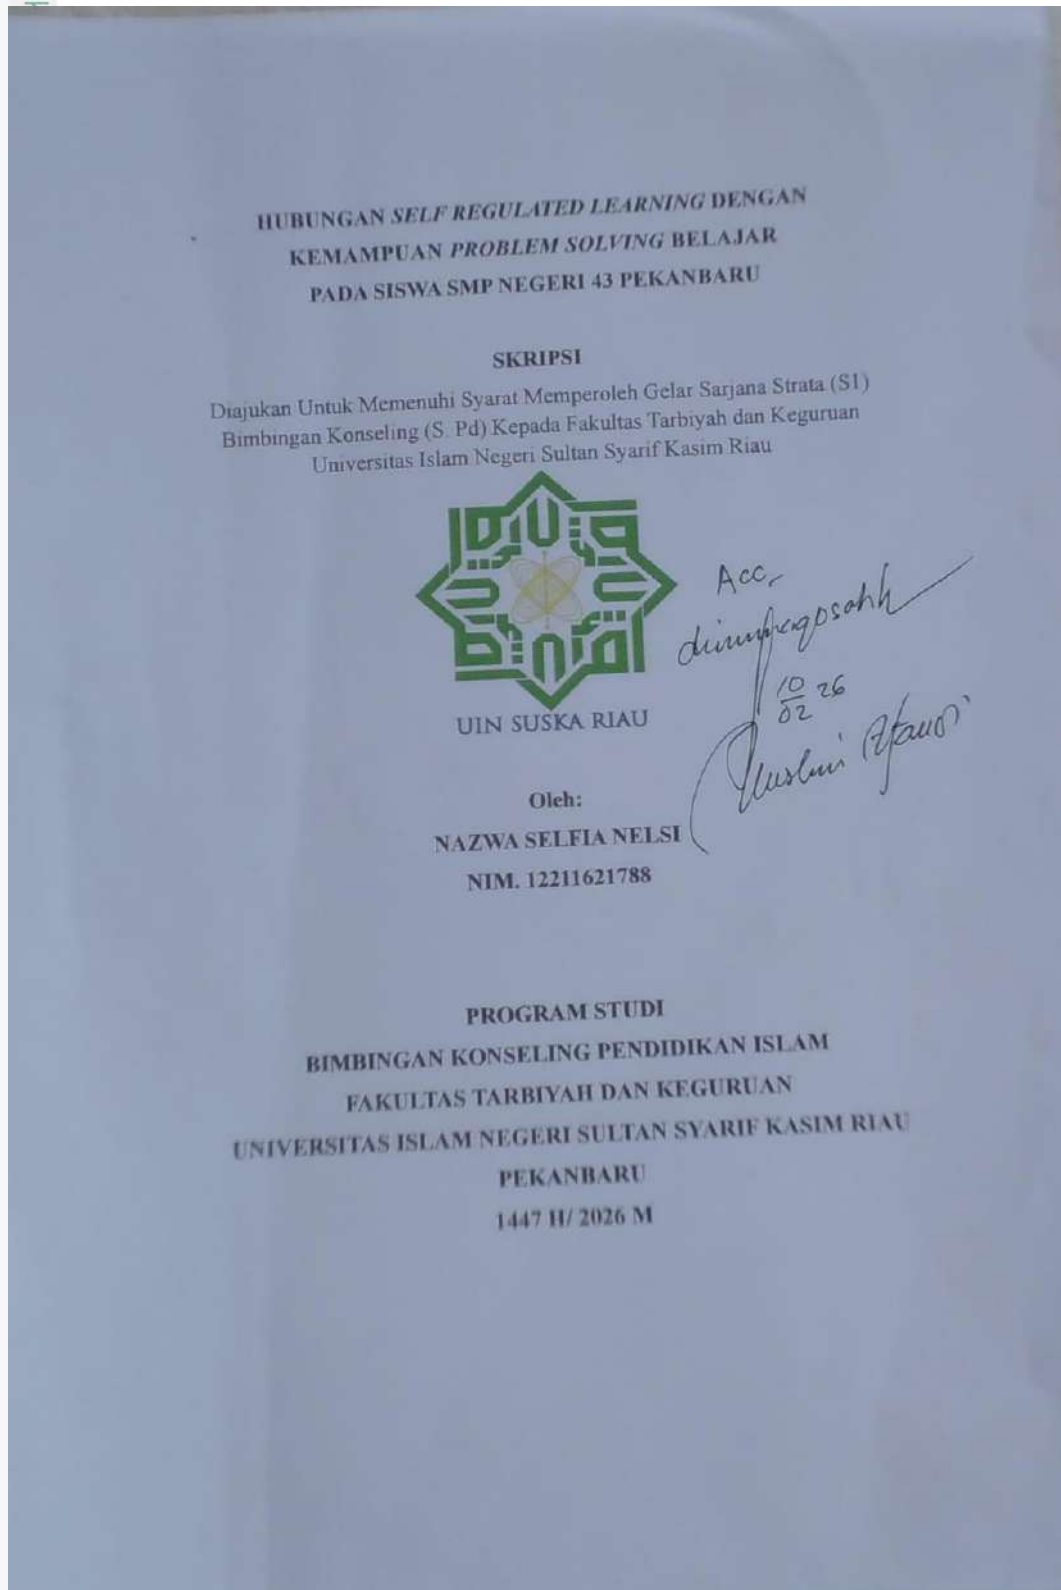 HUBUNGAN SELF REGULATED LEARNING DENGAN
KEMAMPUAN PROBLEM SOLVING BELAJAR
PADA SISWA SMP NEGERI 43 PEKANBARU
SKRIPSI
Diajukan Untuk Memenuhi Syarat Memperoleh Gelar Sarjana Strata (S1)
Bimbingan Konseling (S. Pd) Kepada Fakultas Tarbiyah dan Keguruan
Universitas Islam Negeri Sultan Syarif Kasim Riau
UIN SUSKA RIAU
Acc,
10
02 26
Oleh:
NAZWA SELFIA NELSI
NIM. 12211621788
PROGRAM STUDI
BIMBINGAN KONSELING PENDIDIKAN ISLAM
FAKULTAS TARBIYAH DAN KEGURUAN
UNIVERSITAS ISLAM NEGERI SULTAN SYARIF KASIM RIAU
PEKANBARU
1447 H/ 2026 M